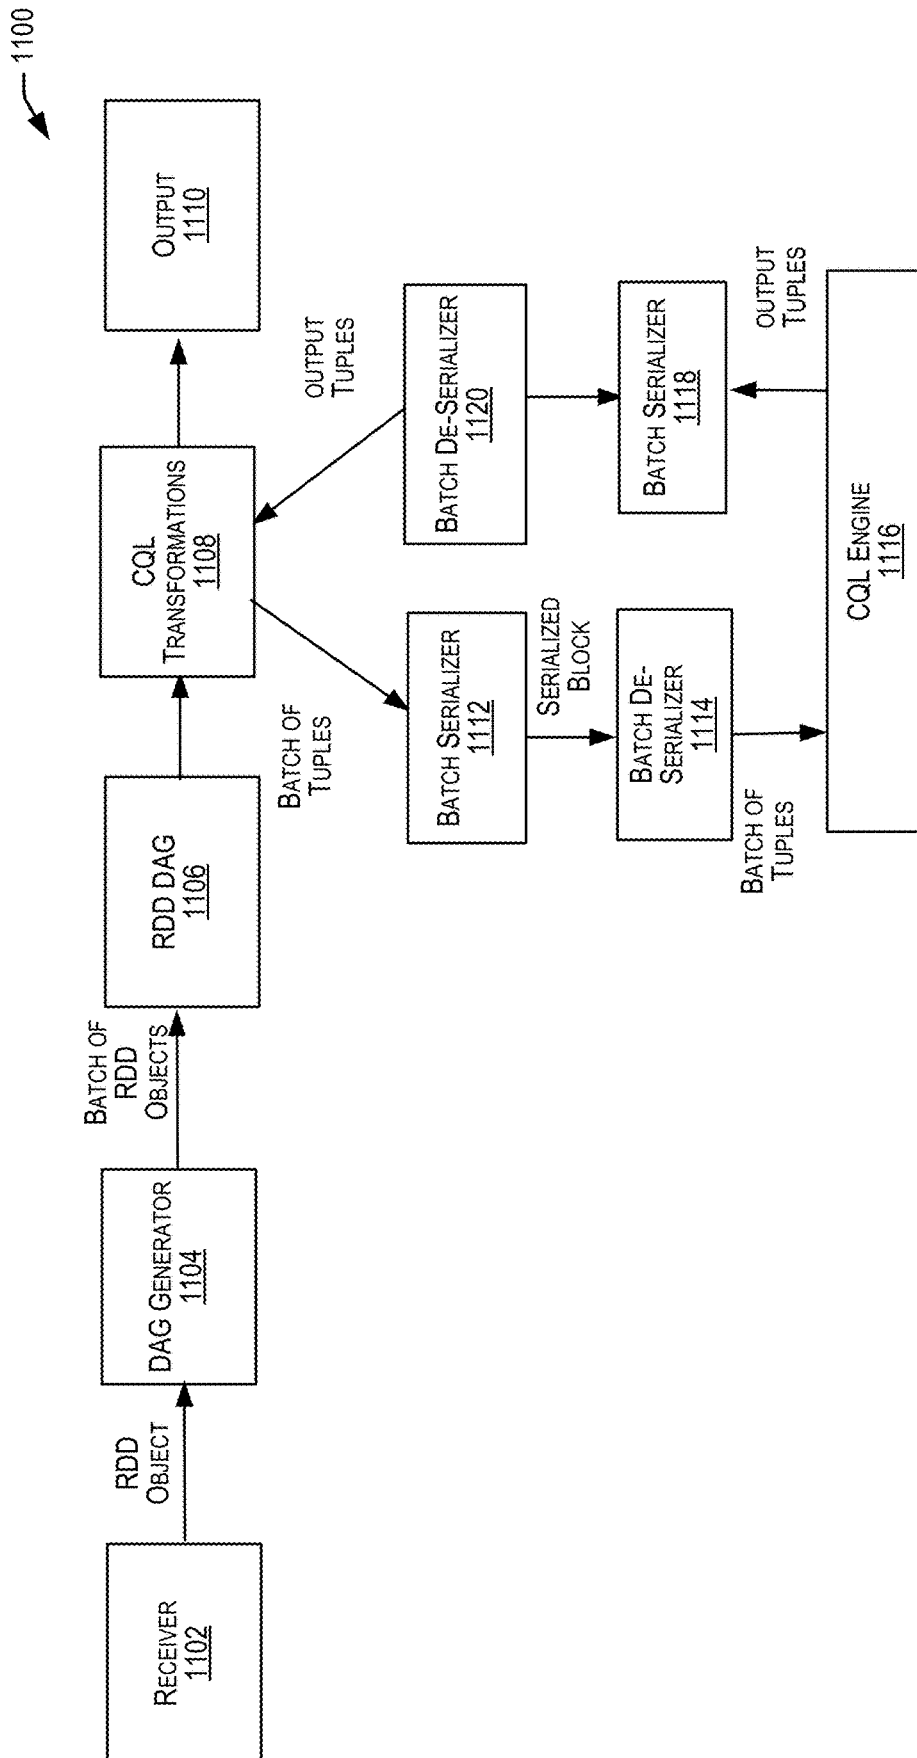 1100
RECEIVER
1102
RDD
OBJECT
DAG GENERATOR
1104
BATCH OF
RDD
OBJECTS
RDD DAG
1106
CQL
TRANSFORMATIONS
1108
OUTPUT
1110
BATCH OF
TUPLES
OUTPUT
TUPLES
BATCH SERIALIZER
1112
BATCH DE-SERIALIZER
1120
SERIALIZED
BLOCK
BATCH DE-
SERIALIZER
1114
BATCH SERIALIZER
1118
BATCH OF
TUPLES
OUTPUT
TUPLES
CQL ENGINE
1116